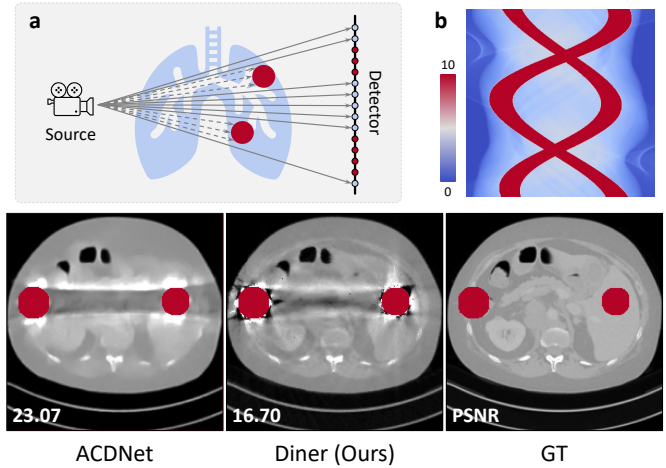 a
Source
Detector
b
10
0
23.07
16.70
PSNR
ACDNet
Diner (Ours)
GT